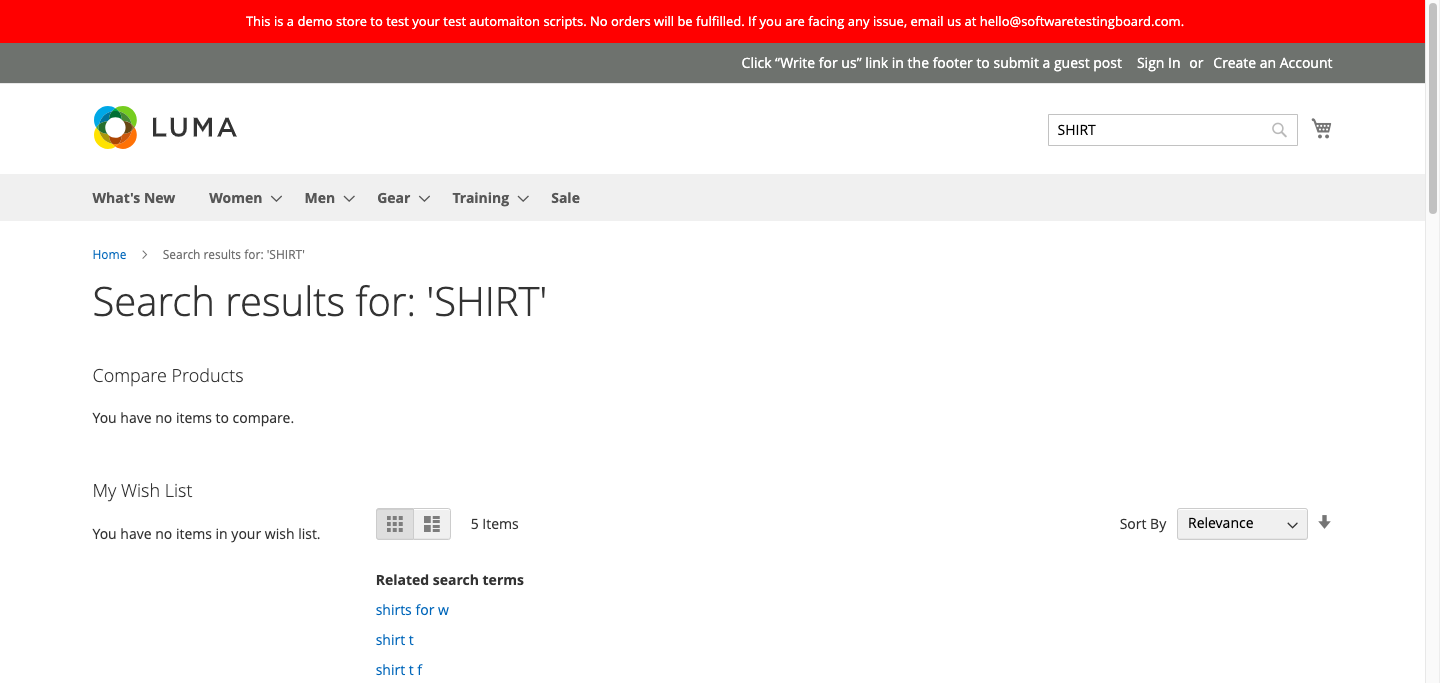 This is a demo store to test your test automaiton scripts. No orders will be fulfilled. If you are facing any issue, email us at hello@softwaretestingboard.com.
Click “Write for us” link in the footer to submit a guest post Sign In or Create an Account
LUMA
SHIRT
What's New Women Men Gear Training Sale
Home Search results for: 'SHIRT'
Search results for: 'SHIRT'
Compare Products
You have no items to compare.
My Wish List
You have no items in your wish list.
5 Items
Sort By Relevance
Related search terms
shirts for w
shirt t
shirt t f